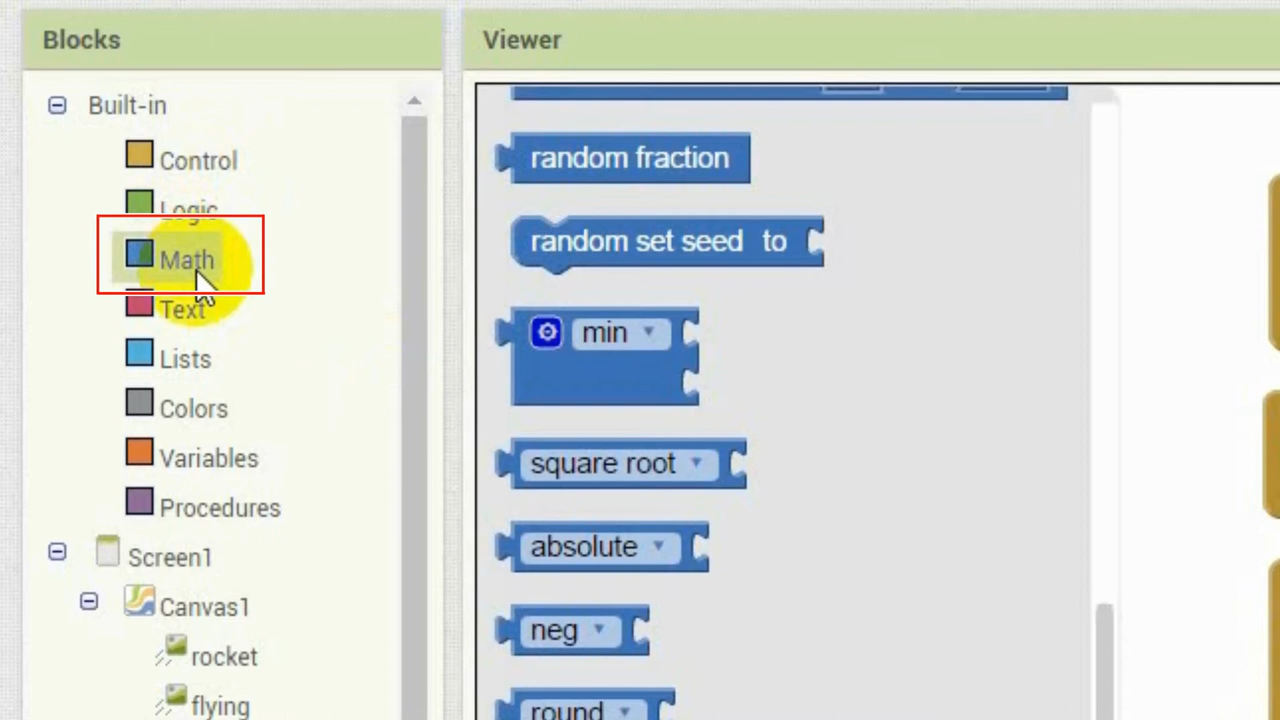 Blocks
Built-in
Control
Logic
Math
Text
Lists
Colors
Variables
Procedures
Screen1
Canvas1
rocket
flying
Viewer
random fraction
random set seed to
min
square root
absolute
neg
round